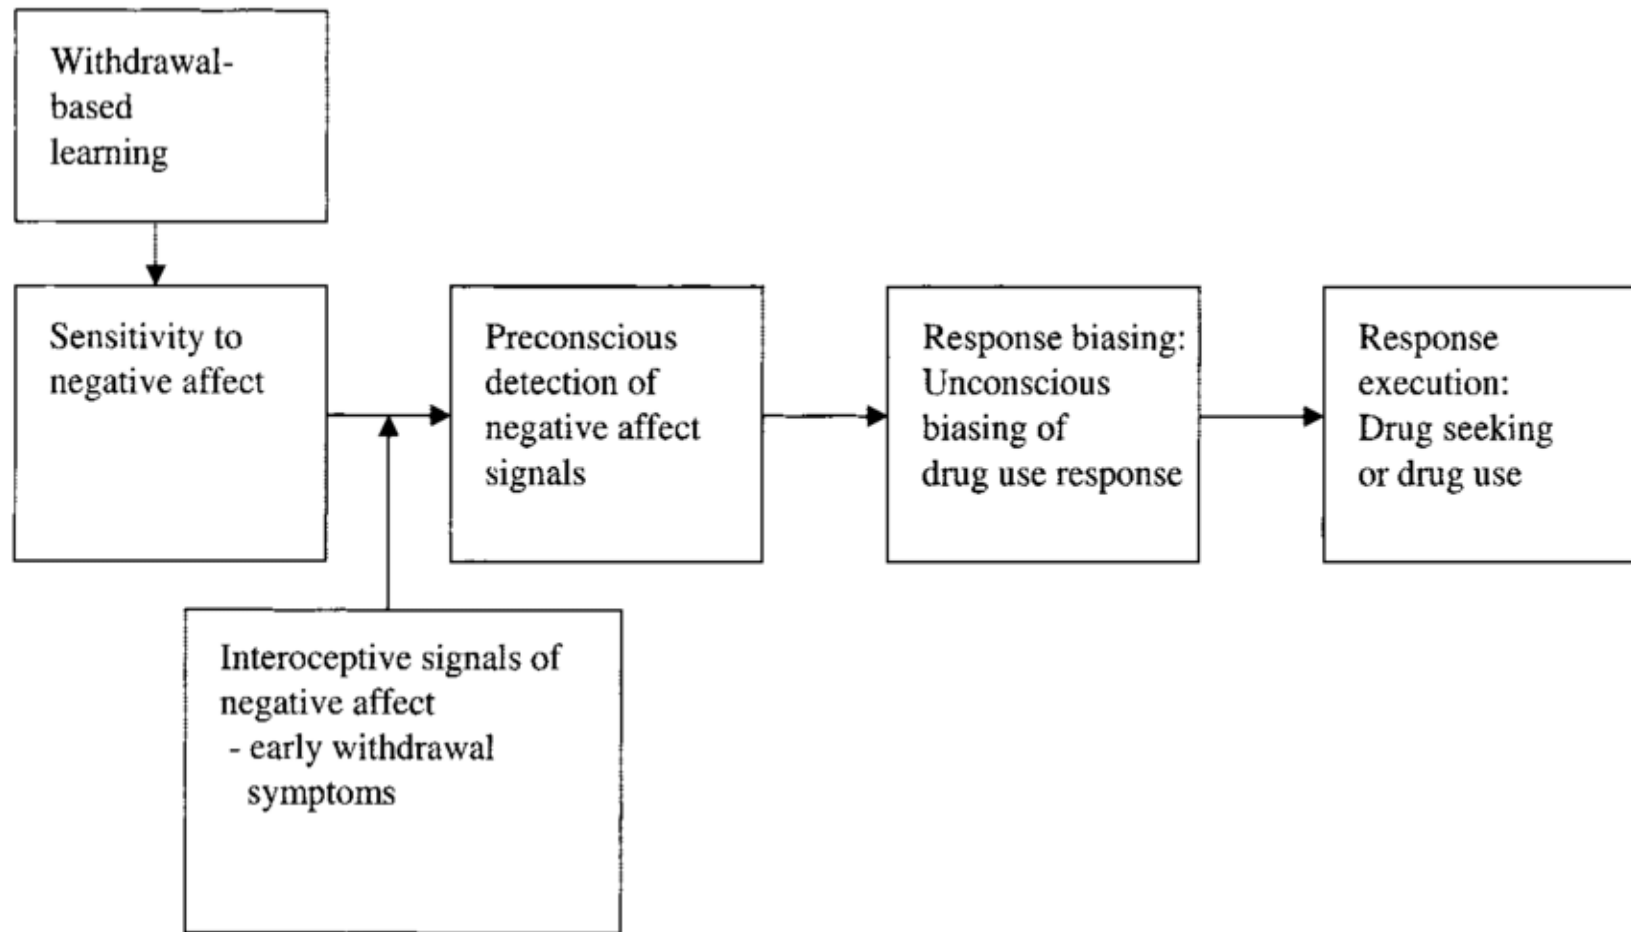 Withdrawal-
based
learning
Sensitivity to
negative affect
Preconscious
detection of
negative affect
signals
Response biasing:
Unconscious
biasing of
drug use response
Response
execution:
Drug seeking
or drug use
Interoceptive signals of
negative affect
- early withdrawal
symptoms